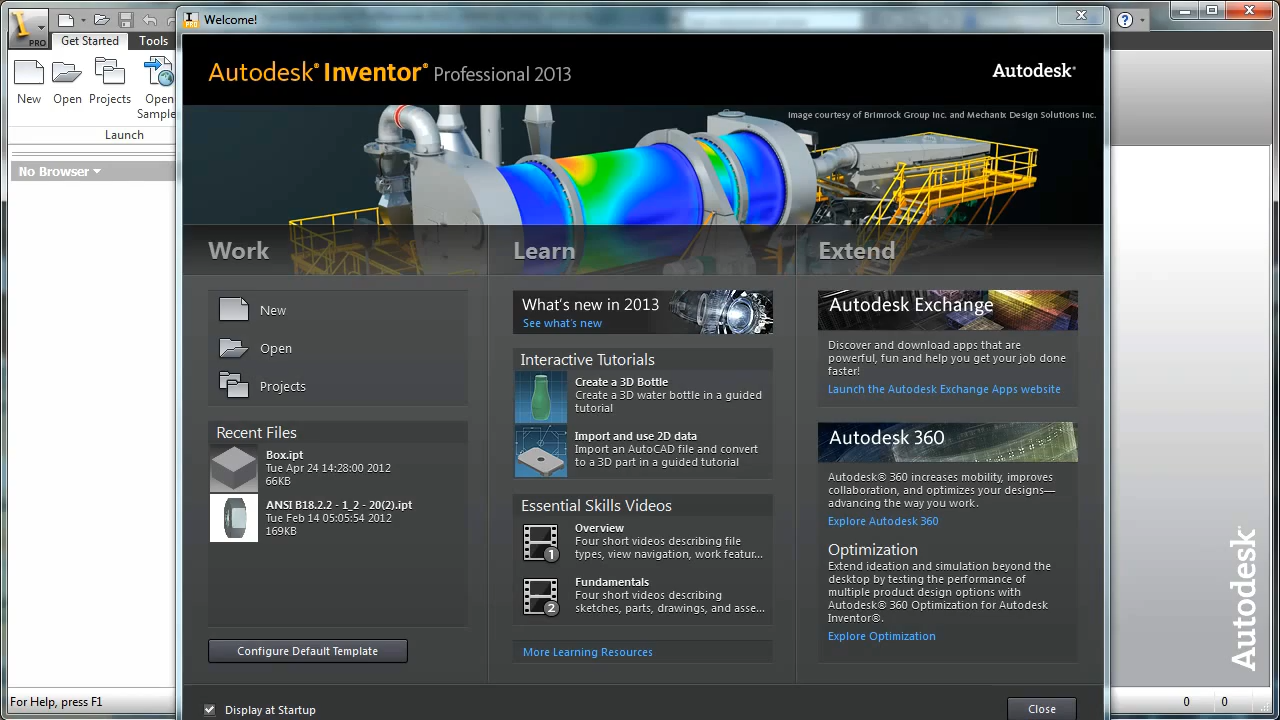 Welcome!
PRO
PRO
Get Started
Tools
New
Open
Projects
Open
Sample
Launch
No Browser
Autodesk® Inventor® Professional 2013
Autodesk®
Image courtesy of Brimrock Group Inc. and Mechanix Design Solutions Inc.
Work
New
Open
Projects
Recent Files
Box.ipt
Tue Apr 24 14:28:00 2012
66KB
ANSI B18.2.2 - 1_2 - 20(2).ipt
Tue Feb 14 05:05:54 2012
169KB
Configure Default Template
Learn
What's new in 2013
See what's new
Interactive Tutorials
Create a 3D Bottle
Create a 3D water bottle in a guided
tutorial
Import and use 2D data
Import an AutoCAD file and convert
to a 3D part in a guided tutorial
Essential Skills Videos
1
Overview
Four short videos describing file
types, view navigation, work featur...
2
Fundamentals
Four short videos describing
sketches, parts, drawings, and asse...
More Learning Resources
Extend
Autodesk Exchange
Discover and download apps that are
powerful, fun and help you get your job done
faster!
Launch the Autodesk Exchange Apps website
Autodesk 360
Autodesk® 360 increases mobility, improves
collaboration, and optimizes your designs—
advancing the way you work.
Explore Autodesk 360
Optimization
Extend ideation and simulation beyond the
desktop by testing the performance of
multiple product design options with
Autodesk® 360 Optimization for Autodesk
Inventor®.
Explore Optimization
Autodesk®
Display at Startup
Close
For Help, press F1
0
0